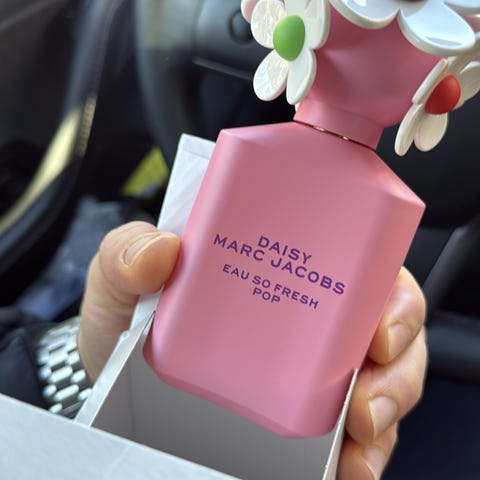 DAISY
MARC JACOBS
EAU SO FRESH
POP